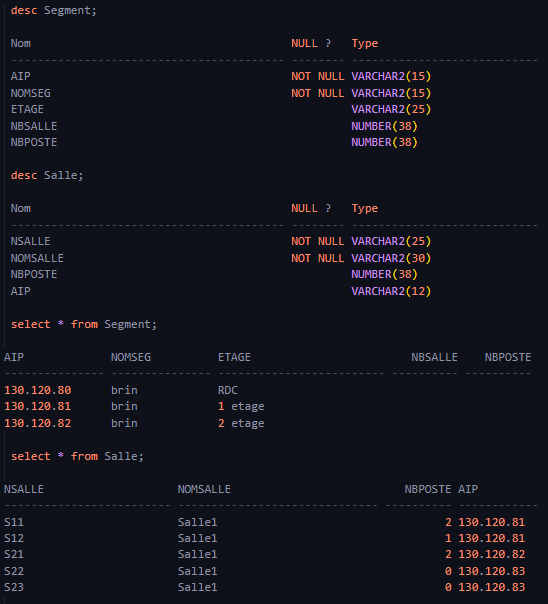 desc Segment;
Nom NULL ? Type
---------------------------------------- -------- ----------------------------
AIP NOT NULL VARCHAR2(15)
NOMSEG NOT NULL VARCHAR2(15)
ETAGE VARCHAR2(25)
NBSALLE NUMBER(38)
NBPOSTE NUMBER(38)
desc Salle;
Nom NULL ? Type
---------------------------------------- -------- ----------------------------
NSALLE NOT NULL VARCHAR2(25)
NOMSALLE NOT NULL VARCHAR2(30)
NBPOSTE NUMBER(38)
AIP VARCHAR2(12)
select * from Segment;
AIP NOMSEG ETAGE NBSALLE NBPOSTE
--------------- --------------- ------------------------- ---------- ----------
130.120.80 brin RDC
130.120.81 brin 1 etage
130.120.82 brin 2 etage
select * from Salle;
NSALLE NOMSALLE NBPOSTE AIP
------------------------- ------------------------------ ---------- ------------
S11 Salle1 2 130.120.81
S12 Salle1 1 130.120.81
S21 Salle1 2 130.120.82
S22 Salle1 0 130.120.83
S23 Salle1 0 130.120.83